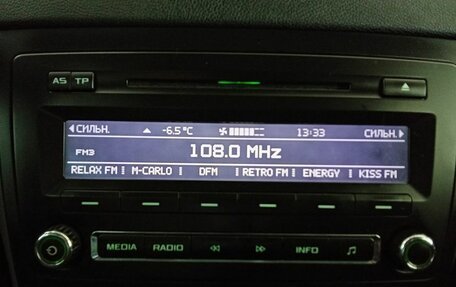 AS TP
СИЛЬН. -6.5 °C 13:33 СИЛЬН.
FM3 108.0 MHz
RELAX FM M-CARLO DFM RETRO FM ENERGY KISS FM
MEDIA RADIO INFO